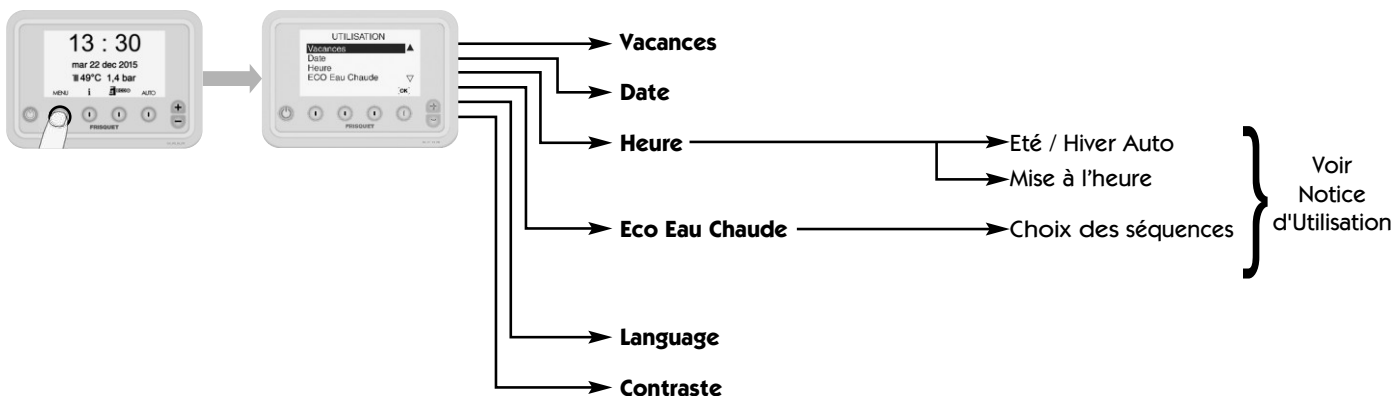 13 : 30
mar 22 dec 2015
49°C 1,4 bar
MENU i ECO AUTO
FRISQUET
UTILISATION
Vacances
Date
Heure
ECO Eau Chaude
OK
FRISQUET
Vacances
Date
Heure
Eté / Hiver Auto
Mise à l'heure
Eco Eau Chaude
Choix des séquences
Voir
Notice
d'Utilisation
Language
Contraste